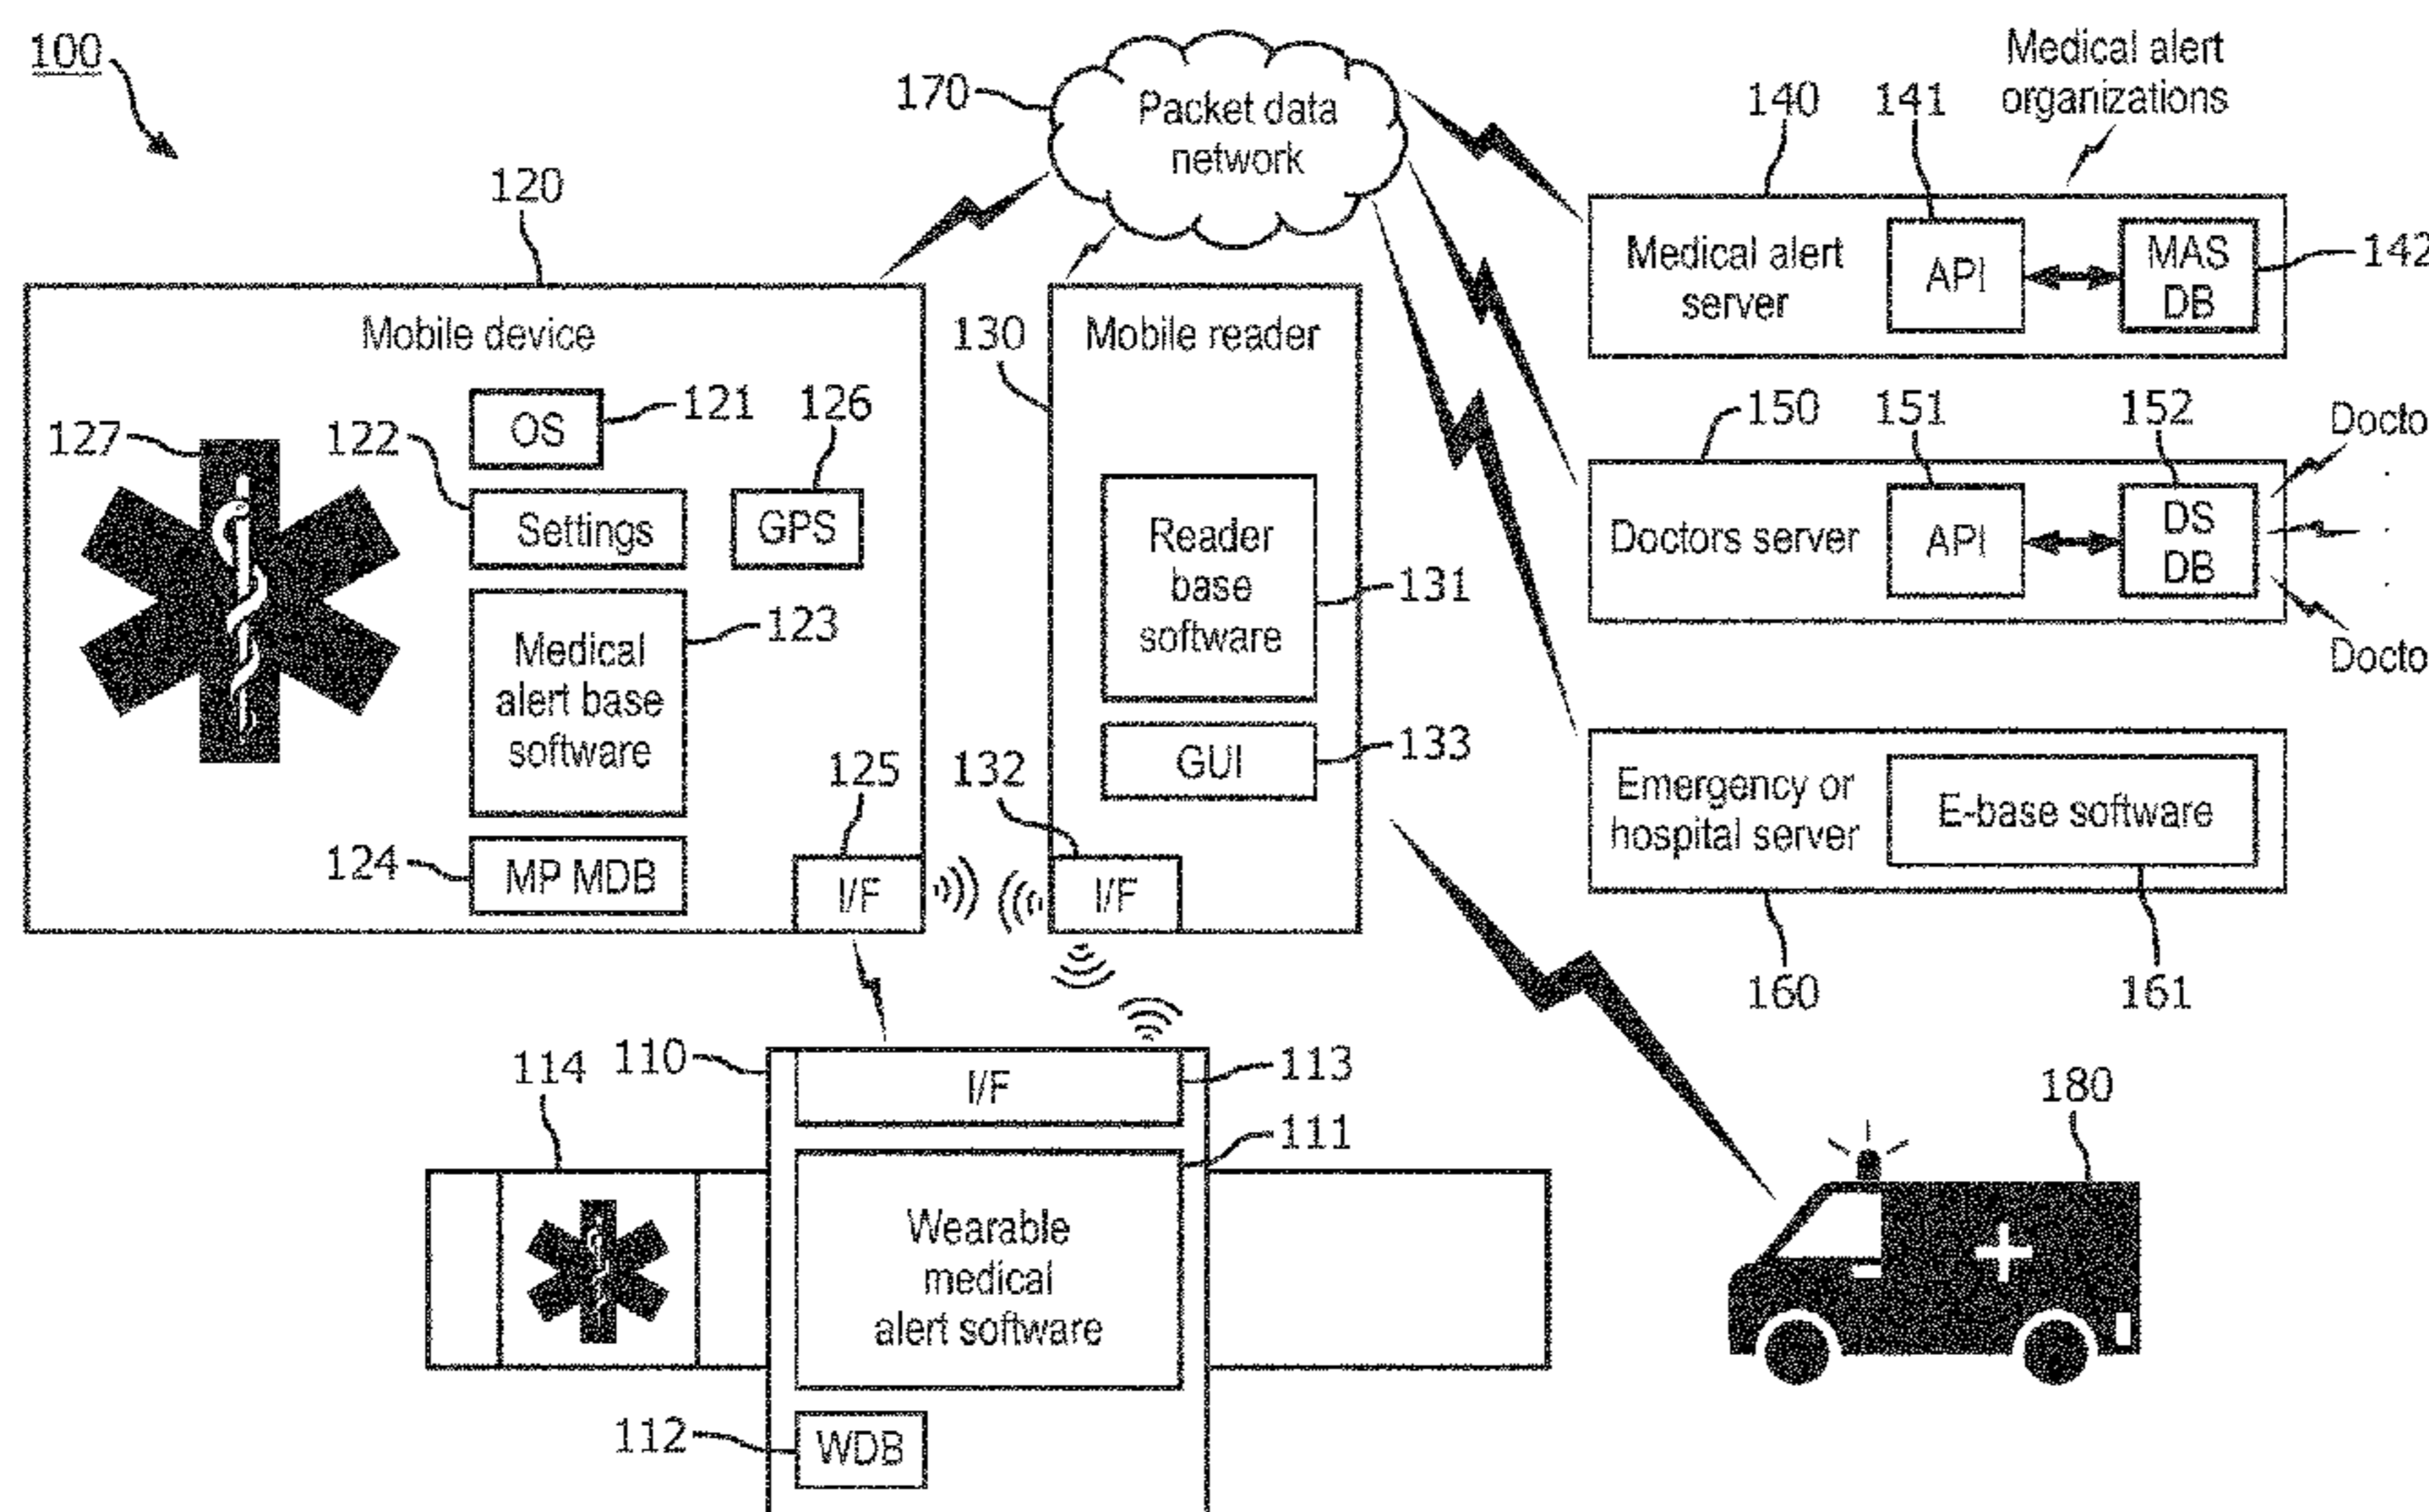 100
170
Packet data
network
Medical alert
organizations
140
141
Medical alert
server
API
MAS
DB
142
120
Mobile device
127
122
OS
121
126
Settings
GPS
Medical
alert base
software
123
124
MP MDB
125
I/F
130
Mobile reader
Reader
base
software
131
GUI
133
132
I/F
150
151
152
Doctors server
API
DS
DB
Docto
Docto
Emergency or
hospital server
E-base software
160
161
114
110
I/F
113
111
Wearable
medical
alert software
112
WDB
180